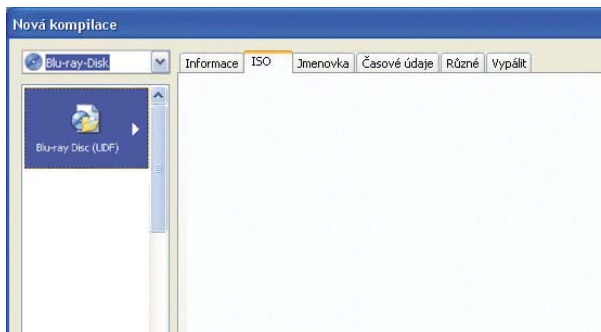 Nová kompilace
Blu-ray-Disk
Informace ISO Jmenovka Časové údaje Různé Vypálit
Blu-ray Disc (UDF)